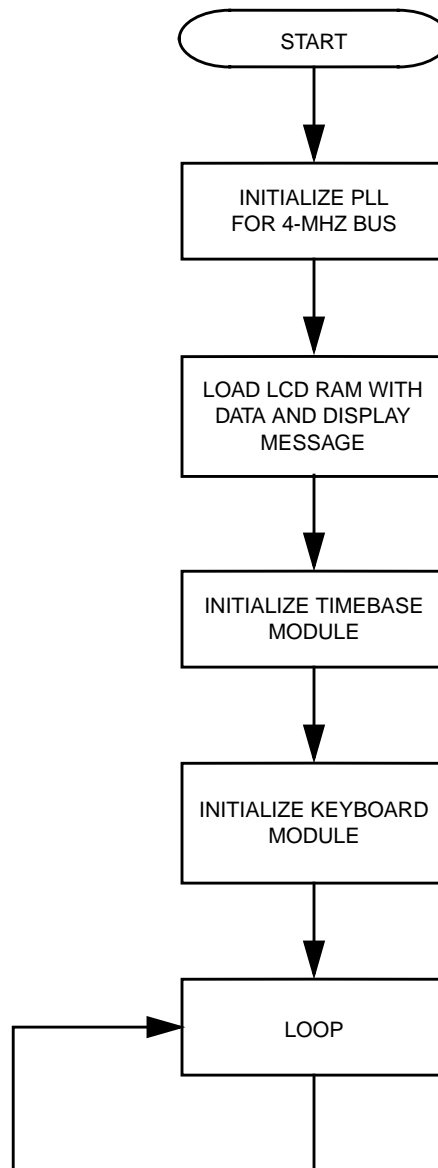 START
INITIALIZE PLL
FOR 4-MHZ BUS
LOAD LCD RAM WITH
DATA AND DISPLAY
MESSAGE
INITIALIZE TIMEBASE
MODULE
INITIALIZE KEYBOARD
MODULE
LOOP